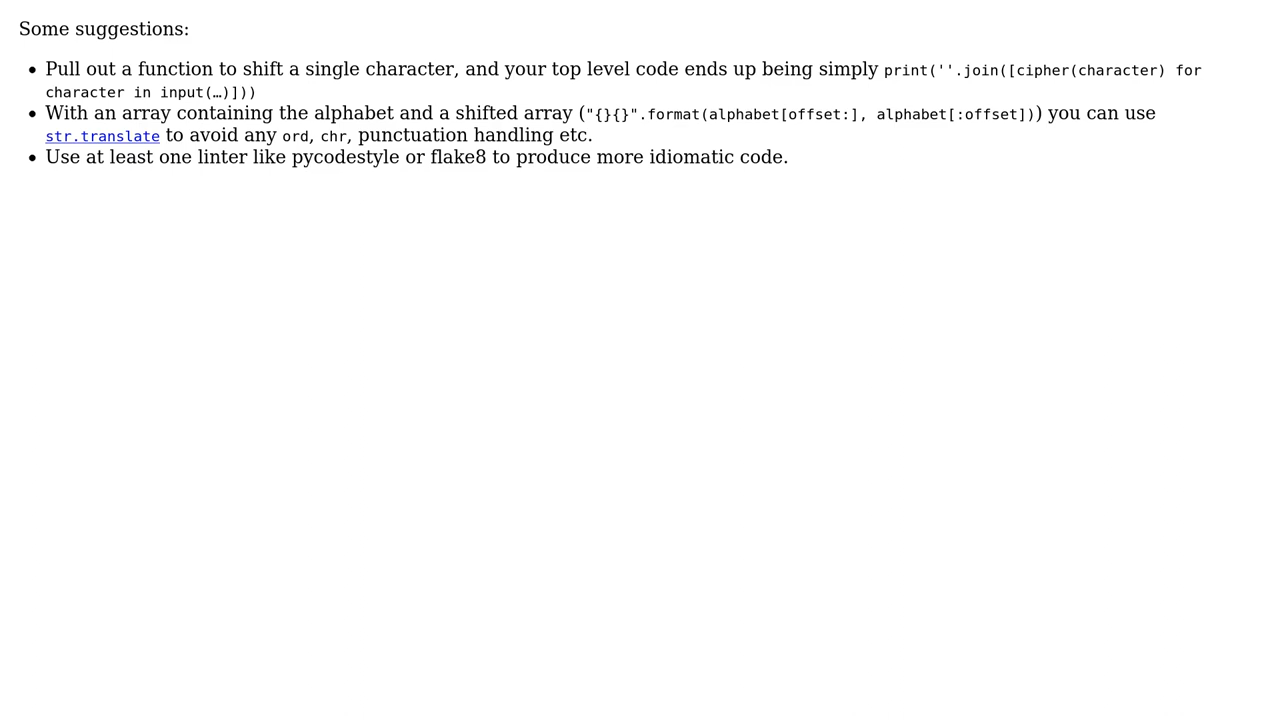 Some suggestions:
• Pull out a function to shift a single character, and your top level code ends up being simply print(''.join([cipher(character) for
character in input(…)]))
• With an array containing the alphabet and a shifted array ("{}{}".format(alphabet[offset:], alphabet[:offset])) you can use
str.translate to avoid any ord, chr, punctuation handling etc.
• Use at least one linter like pycodestyle or flake8 to produce more idiomatic code.